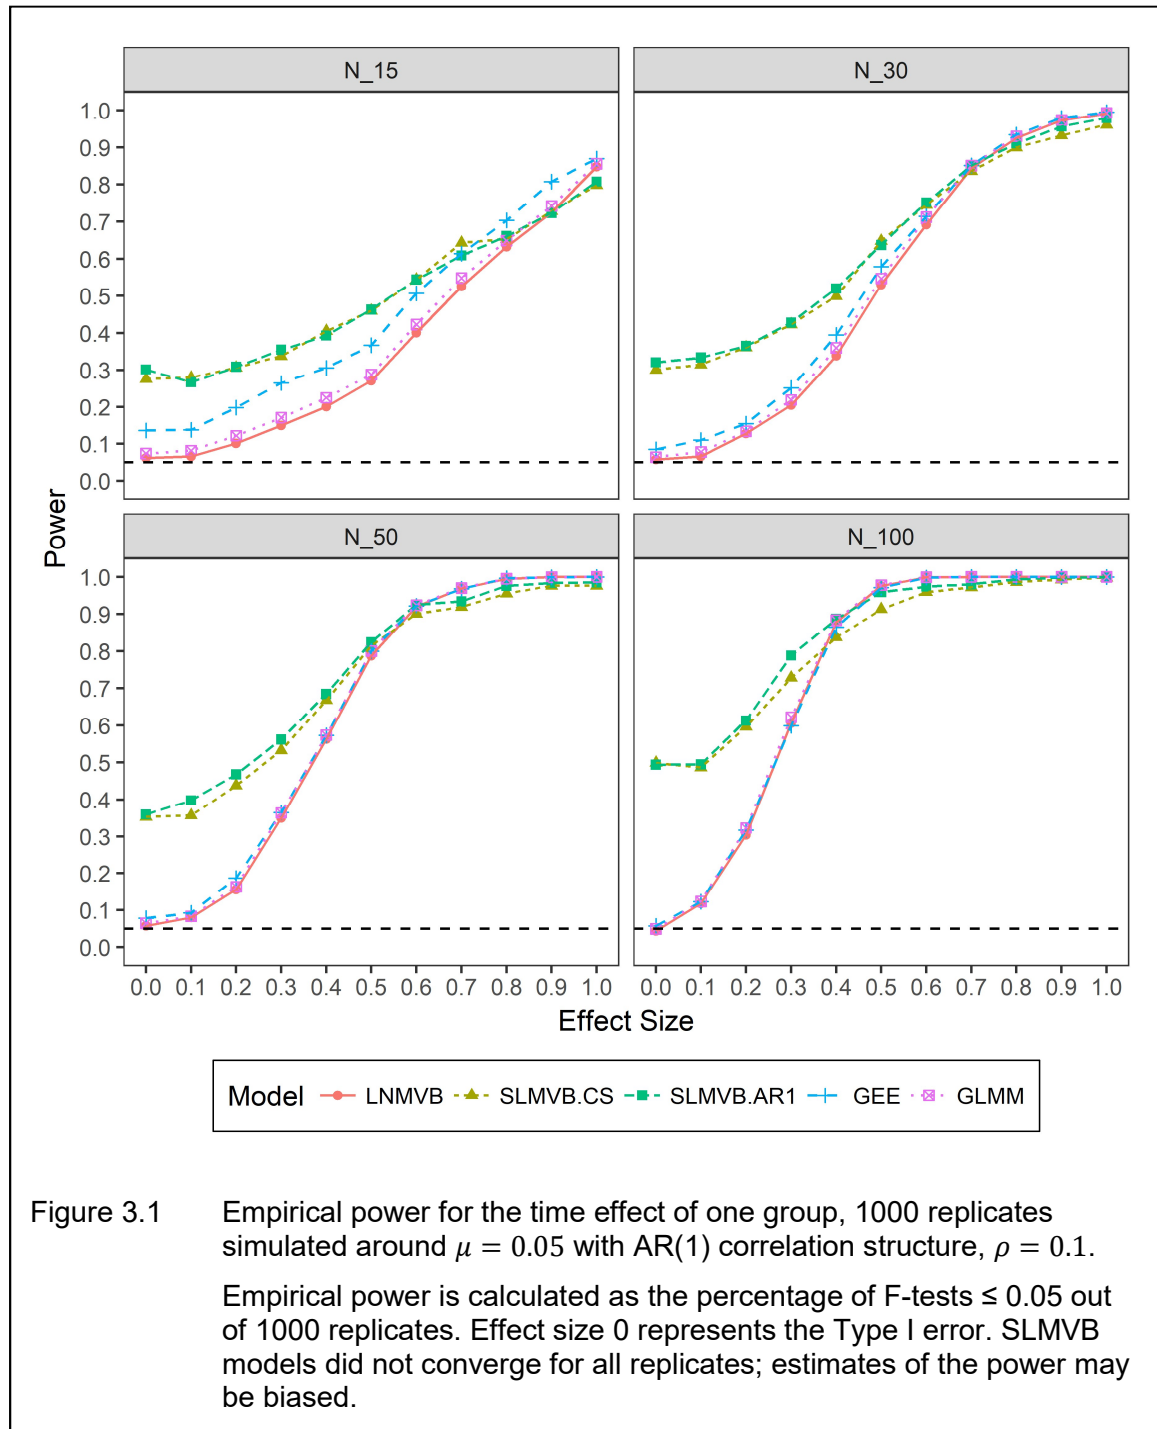 N_15
N_30
1.0
0.9
0.8
0.7
0.6
0.5
0.4
0.3
0.2
0.1
0.0
Power
N_50
N_100
1.0
0.9
0.8
0.7
0.6
0.5
0.4
0.3
0.2
0.1
0.0
0.0 0.1 0.2 0.3 0.4 0.5 0.6 0.7 0.8 0.9 1.0
0.0 0.1 0.2 0.3 0.4 0.5 0.6 0.7 0.8 0.9 1.0
Effect Size
Model LNMVB SLMVB.CS SLMVB.AR1 GEE GLMM
Figure 3.1 Empirical power for the time effect of one group, 1000 replicates
simulated around 𝜇 = 0.05 with AR(1) correlation structure, 𝜌 = 0.1.
Empirical power is calculated as the percentage of F-tests ≤ 0.05 out
of 1000 replicates. Effect size 0 represents the Type I error. SLMVB
models did not converge for all replicates; estimates of the power may
be biased.